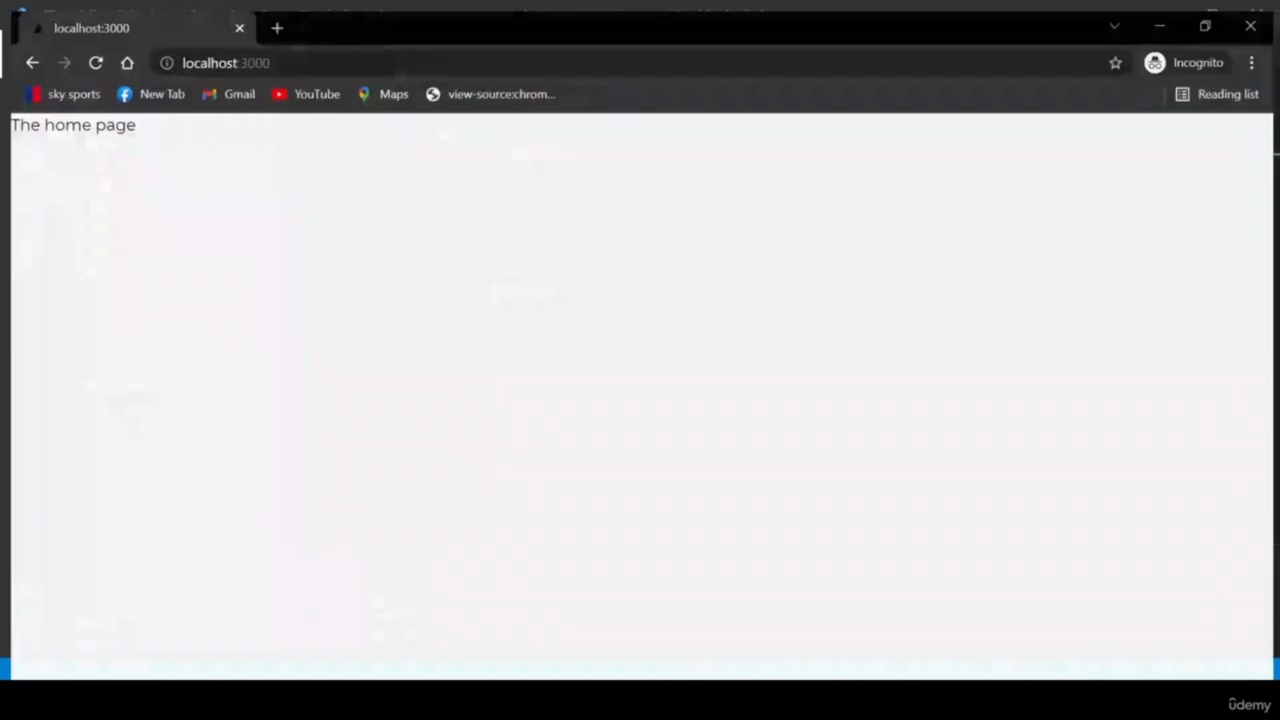 localhost:3000
localhost:3000
Incognito
sky sports
New Tab
Gmail
YouTube
Maps
view-source:chrom...
Reading list
The home page
ûdemy